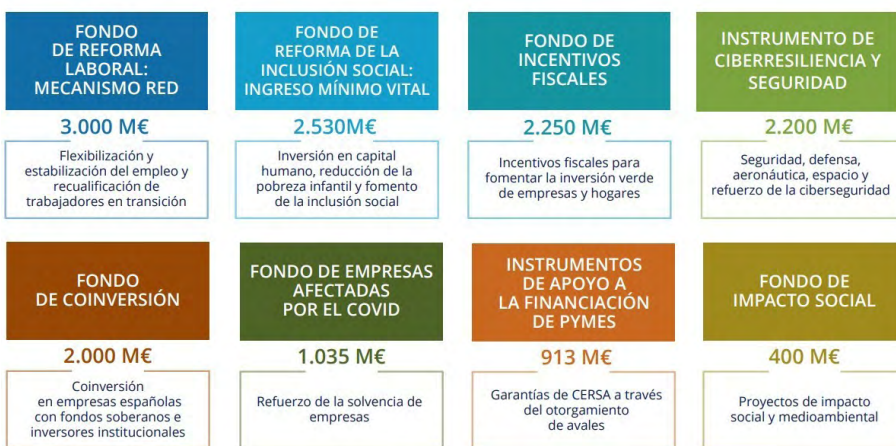 FONDO
DE REFORMA
LABORAL:
MECANISMO RED
3.000 M€
Flexibilización y
estabilización del empleo y
recualificación de
trabajadores en transición
FONDO DE
REFORMA DE LA
INCLUSIÓN SOCIAL:
INGRESO MÍNIMO VITAL
2.530M€
Inversión en capital
humano, reducción de la
pobreza infantil y fomento
de la inclusión social
FONDO DE
INCENTIVOS
FISCALES
2.250 M€
Incentivos fiscales para
fomentar la inversión verde
de empresas y hogares
INSTRUMENTO DE
CIBERRESILIENCIA Y
SEGURIDAD
2.200 M€
Seguridad, defensa,
aeronáutica, espacio y
refuerzo de la ciberseguridad
FONDO
DE COINVERSIÓN
2.000 M€
Coinversión
en empresas españolas
con fondos soberanos e
inversores institucionales
FONDO DE EMPRESAS
AFECTADAS
POR EL COVID
1.035 M€
Refuerzo de la solvencia de
empresas
INSTRUMENTOS
DE APOYO A
LA FINANCIACIÓN
DE PYMES
913 M€
Garantías de CERSA a través
del otorgamiento
de avales
FONDO DE
IMPACTO SOCIAL
400 M€
Proyectos de impacto
social y medioambiental